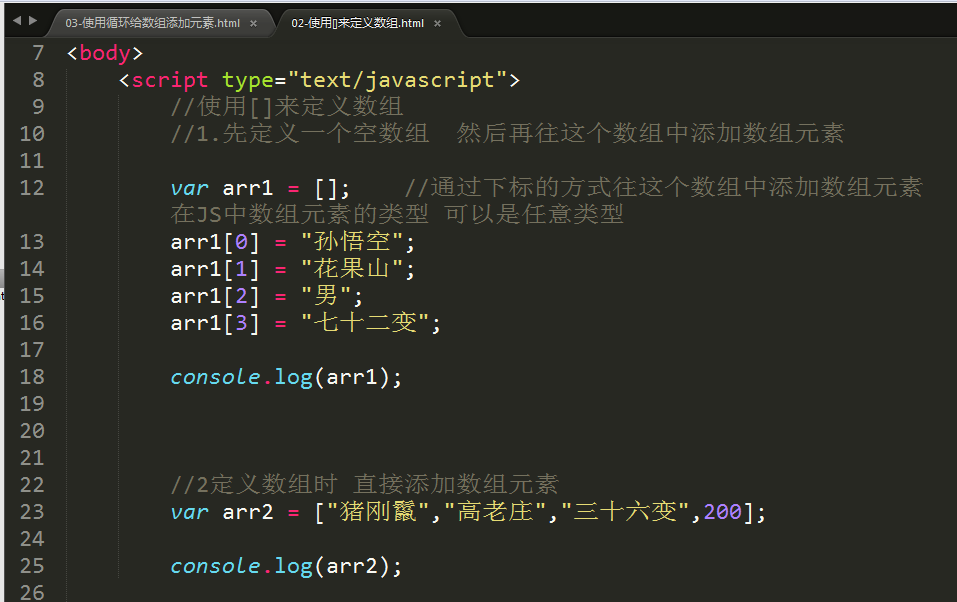 03-使用循环给数组添加元素.html × 02-使用[]来定义数组.html ×
7 <body>
8 <script type="text/javascript">
9 //使用[]来定义数组
10 //1.先定义一个空数组 然后再往这个数组中添加数组元素
11
12 var arr1 = []; //通过下标的方式往这个数组中添加数组元素
在JS中数组元素的类型 可以是任意类型
13 arr1[0] = "孙悟空";
14 arr1[1] = "花果山";
15 arr1[2] = "男";
16 arr1[3] = "七十二变";
17
18 console.log(arr1);
19
20
21
22 //2定义数组时 直接添加数组元素
23 var arr2 = ["猪刚鬣","高老庄","三十六变",200];
24
25 console.log(arr2);
26